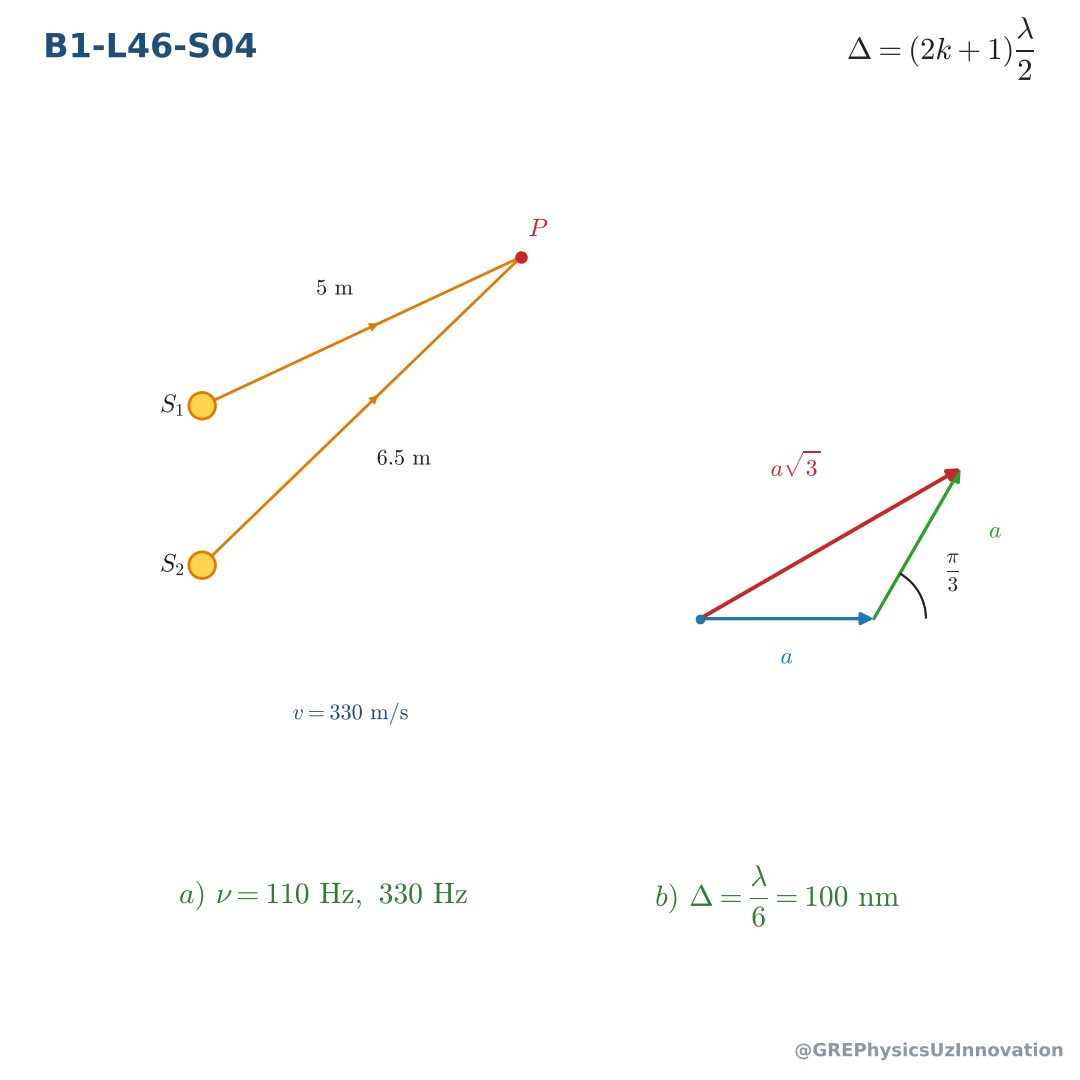 B1-L46-S04
Δ = (2k + 1)λ/2
P
5 m
S₁
6.5 m
a√3
a
S₂
π/3
a
v = 330 m/s
a) ν = 110 Hz, 330 Hz
b) Δ = λ/6 = 100 nm
@GREPhysicsUzInnovation